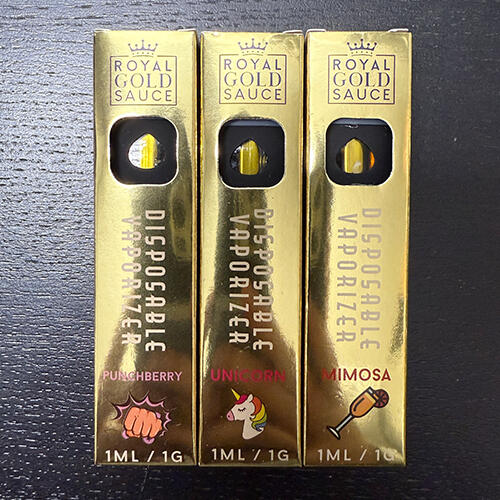 ROYAL
GOLD
SAUCE
DISPOSABLE
VAPORIZER
PUNCHBERRY
1ML / 1G
ROYAL
GOLD
SAUCE
DISPOSABLE
VAPORIZER
UNICORN
1ML / 1G
ROYAL
GOLD
SAUCE
DISPOSABLE
VAPORIZER
MIMOSA
1ML / 1G